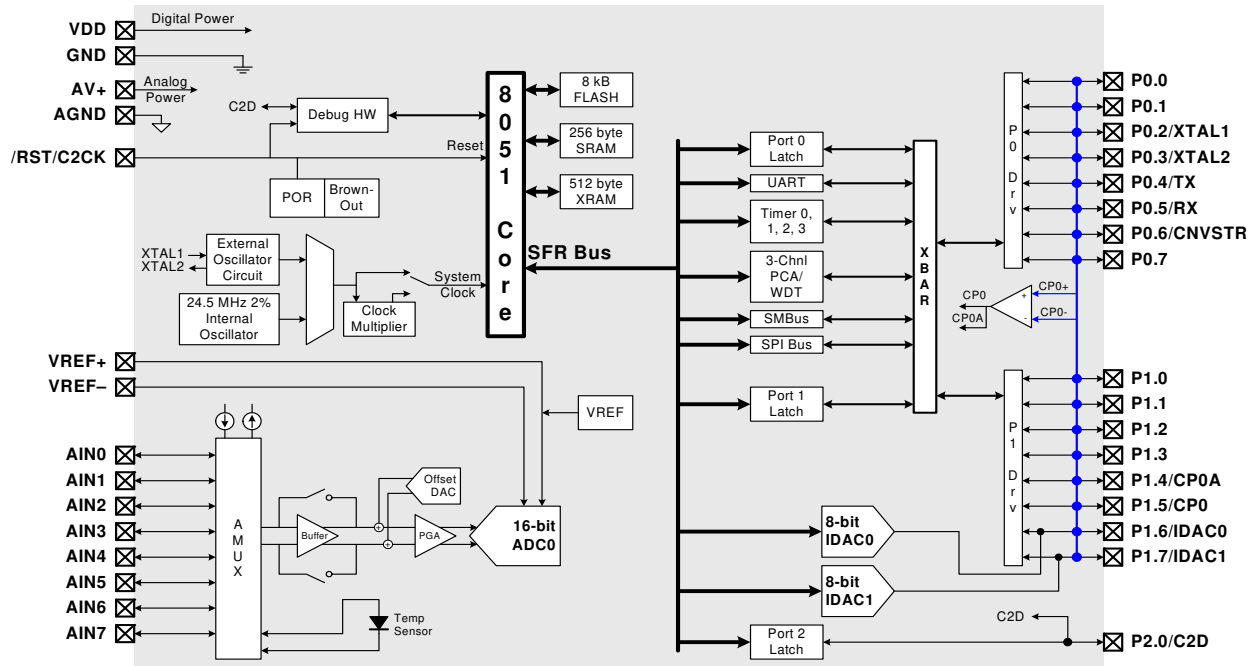 VDD
Digital Power
GND
AV+
Analog
Power
AGND
/RST/C2CK
C2D
Debug HW
Reset
POR
Brown-
Out
8
0
5
1
C
o
r
e
8 kB
FLASH
256 byte
SRAM
512 byte
XRAM
XTAL1
XTAL2
External
Oscillator
Circuit
24.5 MHz 2%
Internal
Oscillator
Clock
Multiplier
System
Clock
SFR Bus
VREF+
VREF–
VREF
AIN0
AIN1
AIN2
AIN3
AIN4
AIN5
AIN6
AIN7
A
M
U
X
Buffer
+
+
Offset
DAC
PGA
16-bit
ADC0
Temp
Sensor
Port 0
Latch
UART
Timer 0,
1, 2, 3
3-Chnl
PCA/
WDT
SMBus
SPI Bus
Port 1
Latch
8-bit
IDAC0
8-bit
IDAC1
Port 2
Latch
X
B
A
R
P
0
D
r
v
CP0
CP0A
+
-
CP0+
CP0-
P
1
D
r
v
C2D
P0.0
P0.1
P0.2/XTAL1
P0.3/XTAL2
P0.4/TX
P0.5/RX
P0.6/CNVSTR
P0.7
P1.0
P1.1
P1.2
P1.3
P1.4/CP0A
P1.5/CP0
P1.6/IDAC0
P1.7/IDAC1
P2.0/C2D